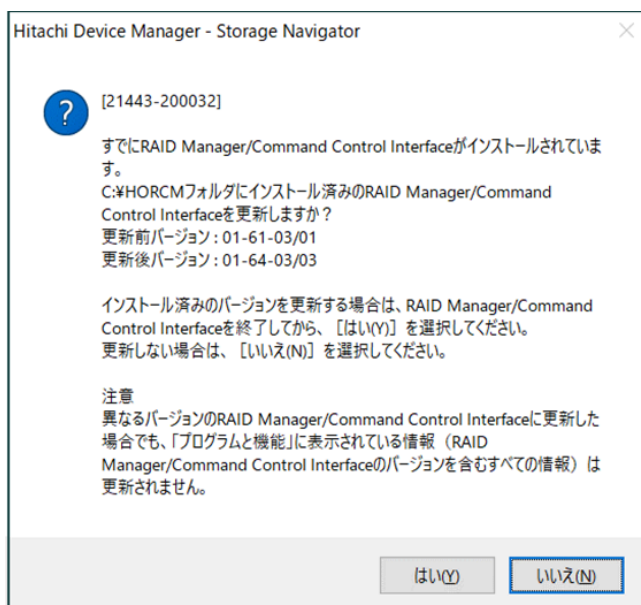 Hitachi Device Manager - Storage Navigator
[21443-200032]
すでにRAID Manager/Command Control Interfaceがインストールされていま
す。
C:¥HORCMフォルダにインストール済みのRAID Manager/Command
Control Interfaceを更新しますか？
更新前バージョン : 01-61-03/01
更新後バージョン : 01-64-03/03
インストール済みのバージョンを更新する場合は、RAID Manager/Command
Control Interfaceを終了してから、［はい(Y)］を選択してください。
更新しない場合は、［いいえ(N)］を選択してください。
注意
異なるバージョンのRAID Manager/Command Control Interfaceに更新した
場合でも、「プログラムと機能」に表示されている情報（RAID
Manager/Command Control Interfaceのバージョンを含むすべての情報）は
更新されません。
はい(Y)
いいえ(N)